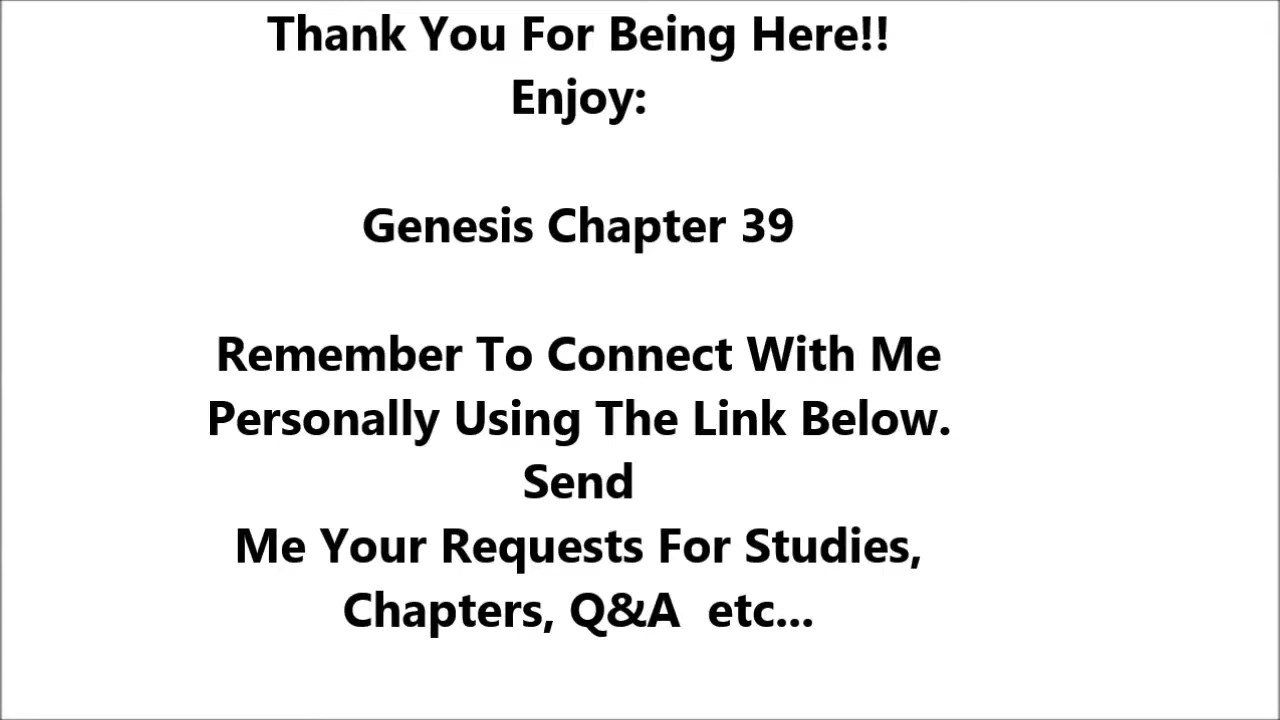 Thank You For Being Here!!
Enjoy:
Genesis Chapter 39
Remember To Connect With Me
Personally Using The Link Below.
Send
Me Your Requests For Studies,
Chapters, Q&A  etc...